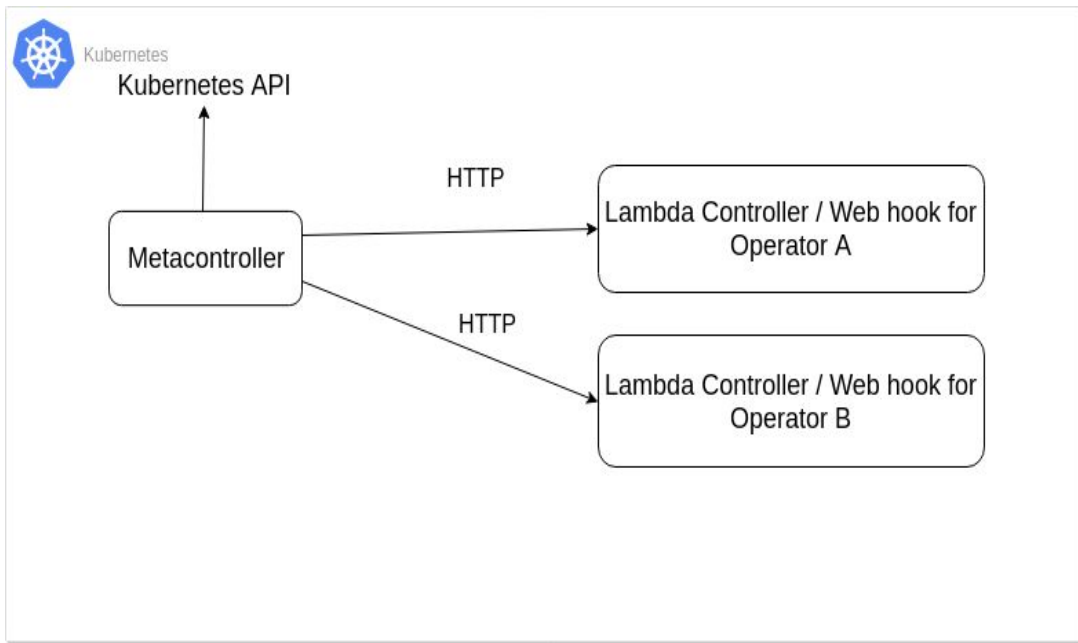 Kubernetes
Kubernetes API
HTTP
Lambda Controller / Web hook for
Operator A
Metacontroller
HTTP
Lambda Controller / Web hook for
Operator B